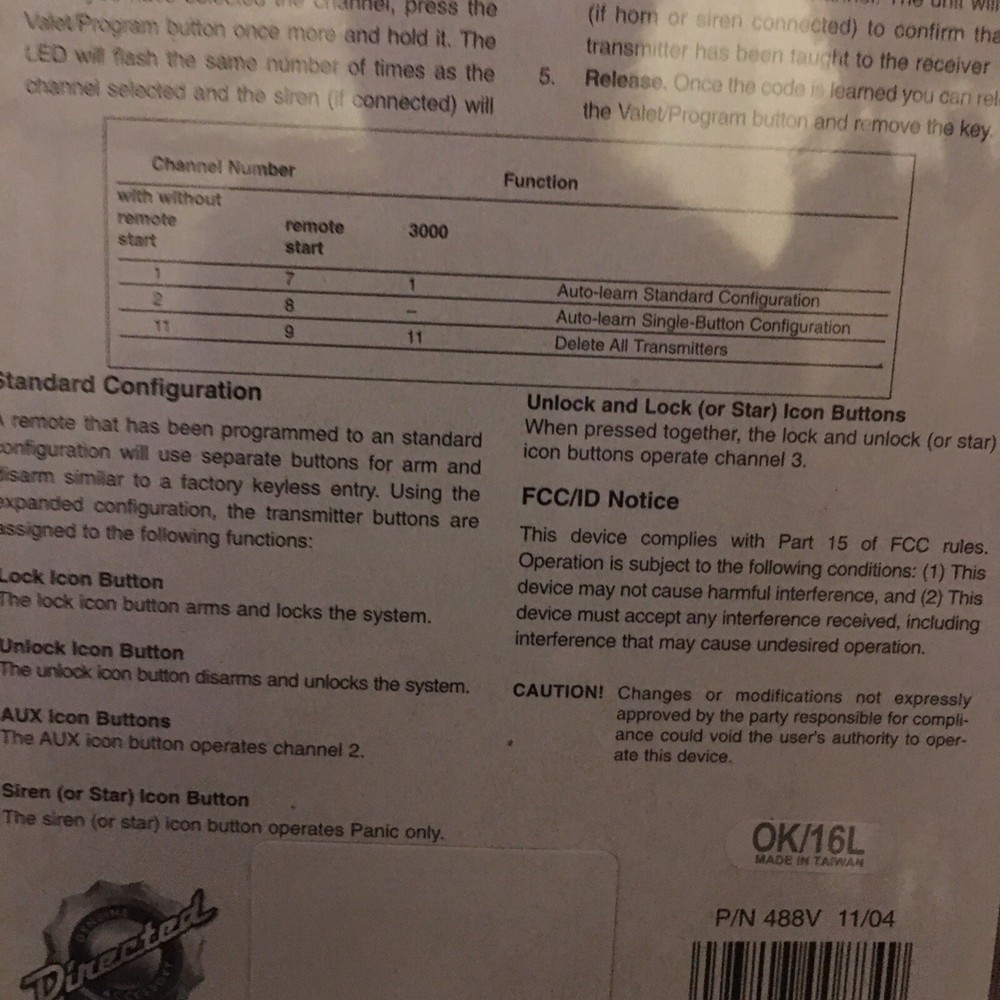 the channel, press the
Valet/Program button once more and hold it. The
LED will flash the same number of times as the
channel selected and the siren (if connected) will
The unit will
(if horn or siren connected) to confirm tha
transmitter has been taught to the receiver
5. Release. Once the code is learned you can rel
the Valet/Program button and remove the key.
Channel Number Function
with without
remote
start
remote
start
3000
1 7 1 Auto-learn Standard Configuration
2 8 – Auto-learn Single-Button Configuration
11 9 11 Delete All Transmitters
Standard Configuration
A remote that has been programmed to an standard
configuration will use separate buttons for arm and
disarm similar to a factory keyless entry. Using the
expanded configuration, the transmitter buttons are
assigned to the following functions:
Lock Icon Button
The lock icon button arms and locks the system.
Unlock Icon Button
The unlock icon button disarms and unlocks the system.
AUX Icon Buttons
The AUX icon button operates channel 2.
Siren (or Star) Icon Button
The siren (or star) icon button operates Panic only.
Unlock and Lock (or Star) Icon Buttons
When pressed together, the lock and unlock (or star)
icon buttons operate channel 3.
FCC/ID Notice
This device complies with Part 15 of FCC rules.
Operation is subject to the following conditions: (1) This
device may not cause harmful interference, and (2) This
device must accept any interference received, including
interference that may cause undesired operation.
CAUTION! Changes or modifications not expressly
approved by the party responsible for compli-
ance could void the user's authority to oper-
ate this device.
OK/16L
MADE IN TAIWAN
P/N 488V 11/04
GENUINE
Directed